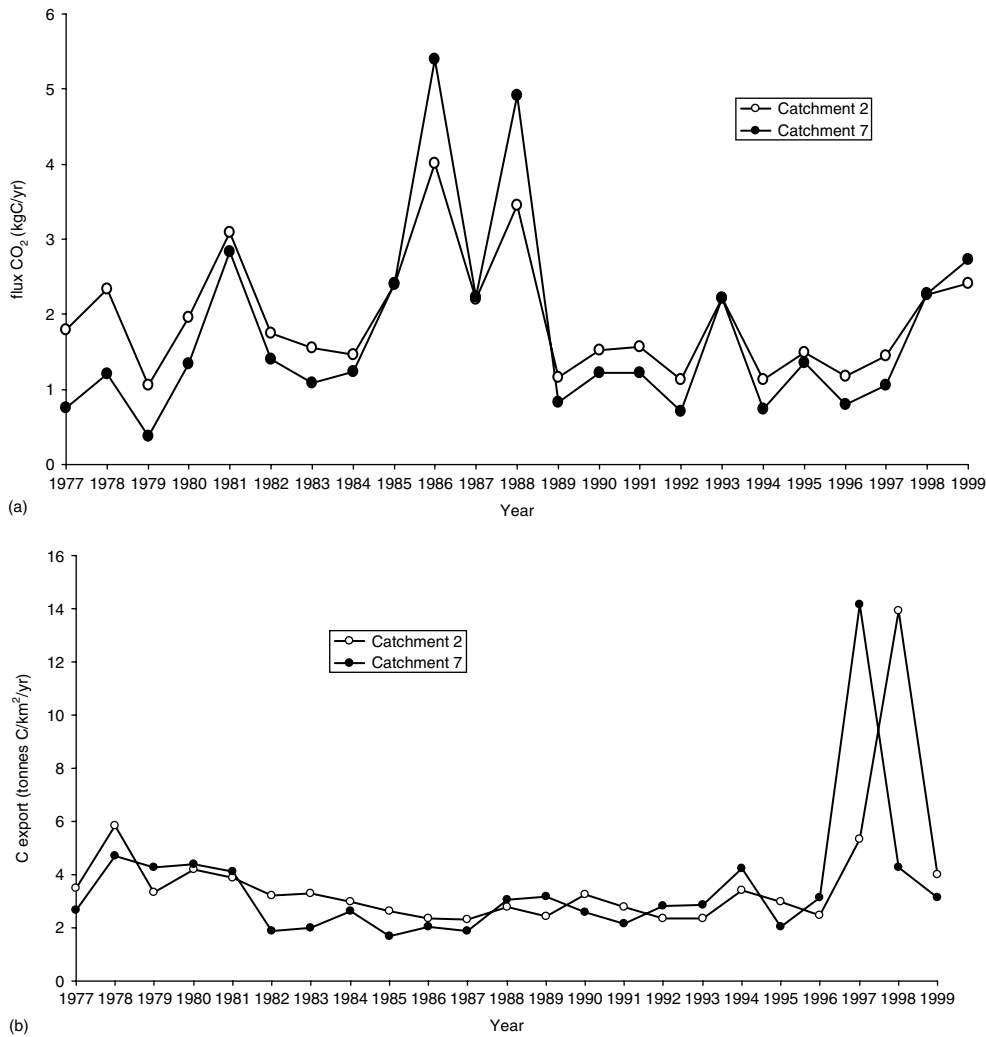 6
5
4
3
2
1
0
flux CO₂ (kgC/yr)
Catchment 2
Catchment 7
1977 1978 1979 1980 1981 1982 1983 1984 1985 1986 1987 1988 1989 1990 1991 1992 1993 1994 1995 1996 1997 1998 1999
(a)
Year
16
14
12
10
8
6
4
2
0
C export (tonnes C/km²/yr)
Catchment 2
Catchment 7
1977 1978 1979 1980 1981 1982 1983 1984 1985 1986 1987 1988 1989 1990 1991 1992 1993 1994 1995 1996 1997 1998 1999
(b)
Year